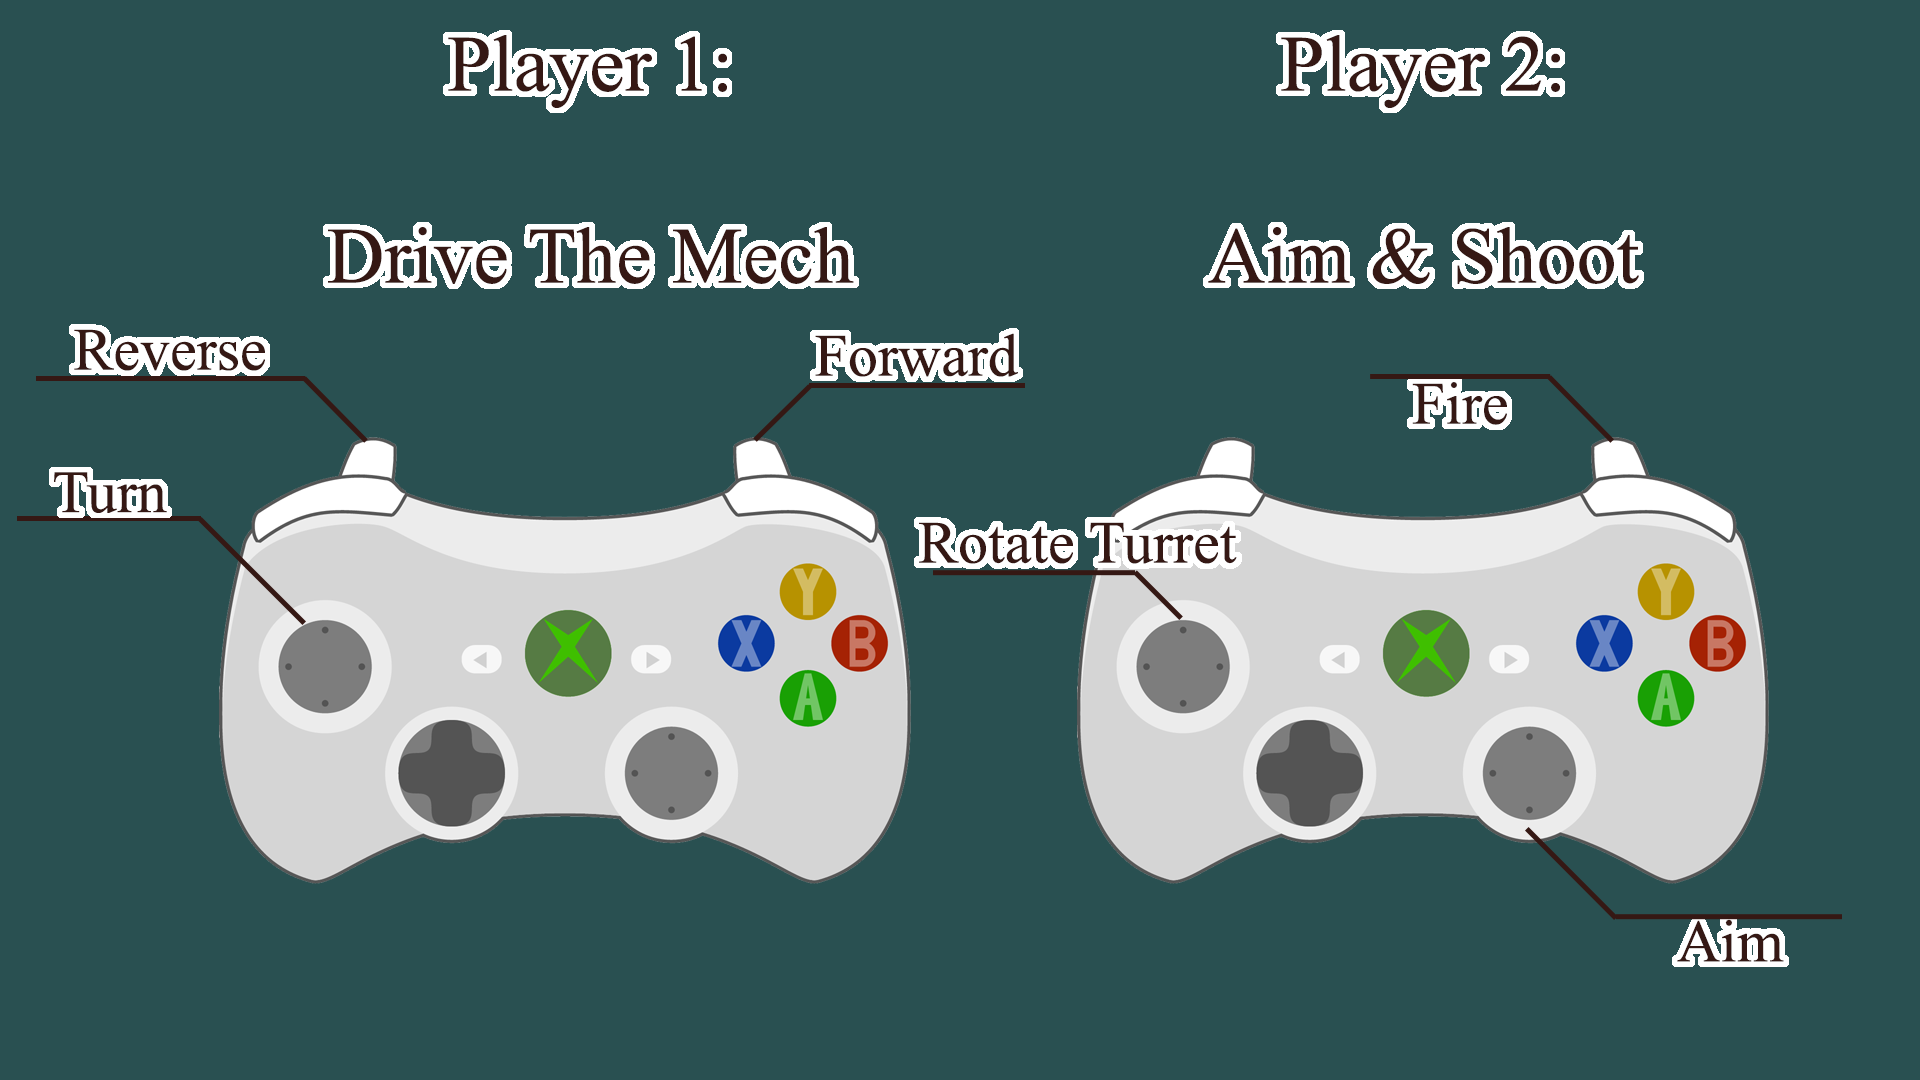 Player 1:
Player 2:
Drive The Mech
Aim & Shoot
Reverse
Forward
Fire
Turn
Rotate Turret
Y
X
B
A
Y
X
B
A
Aim